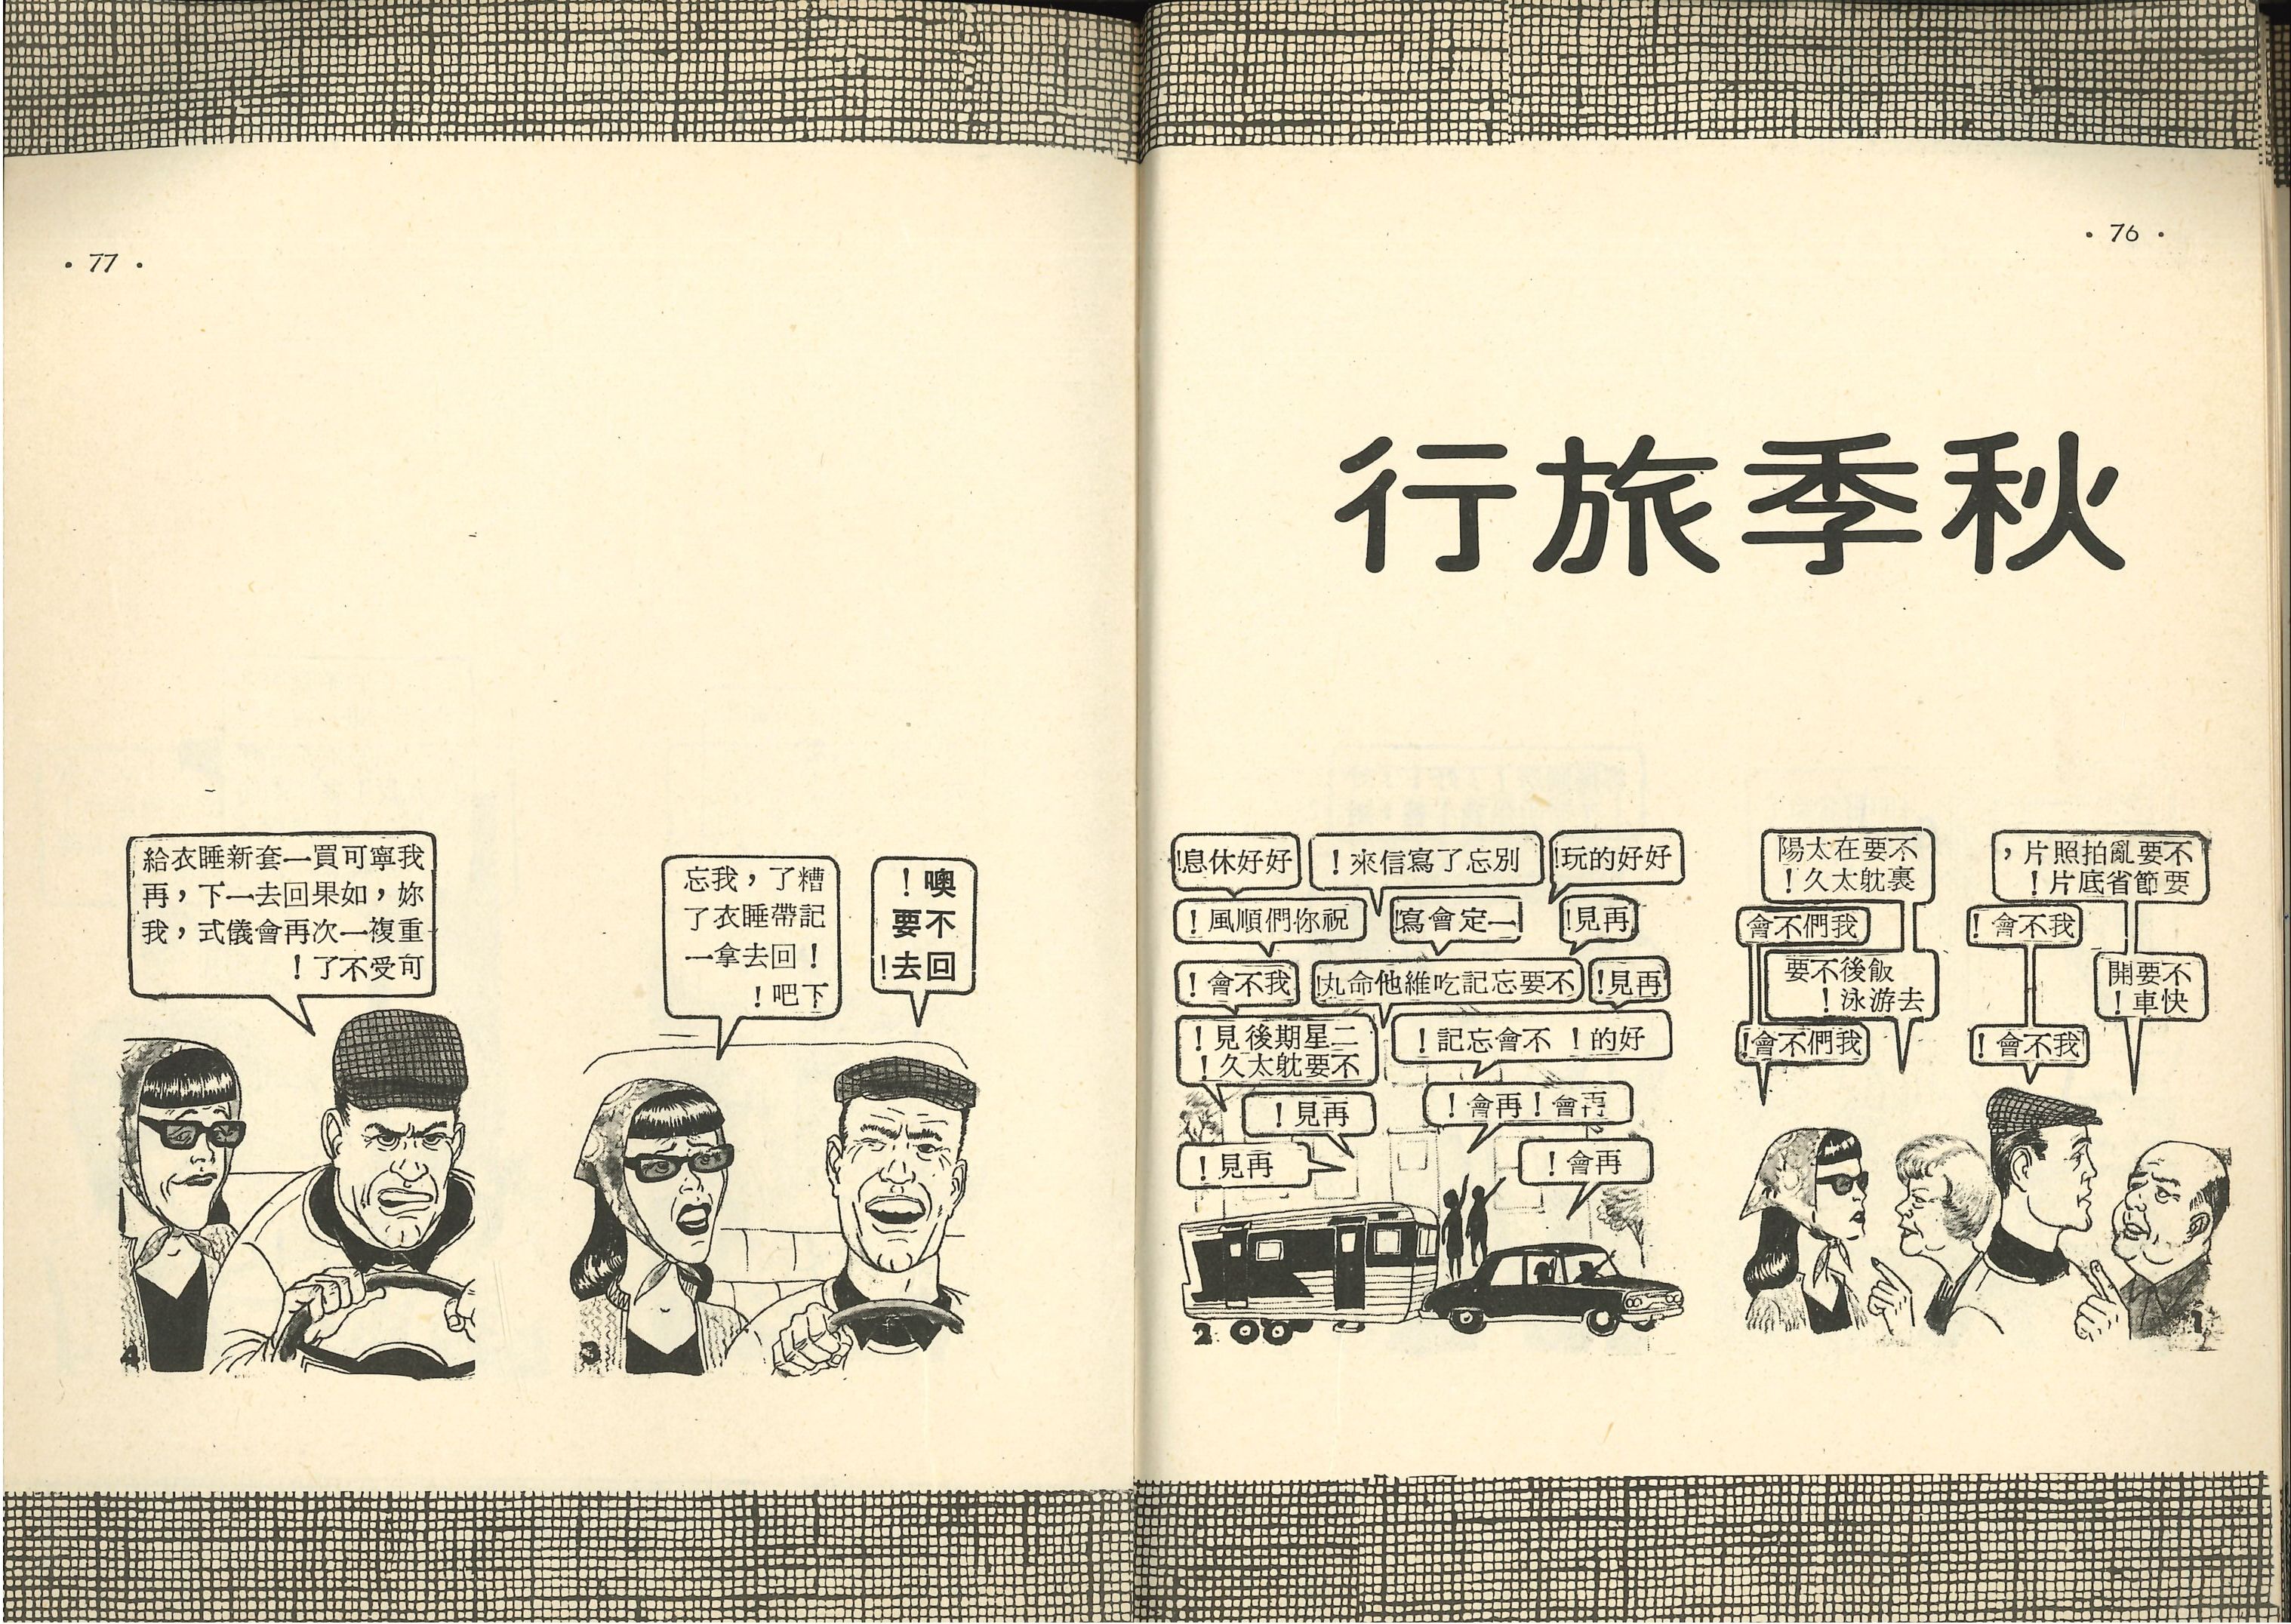 · 76 ·
秋季旅行
不要亂拍照片，
要節省底片！
我不會！
不要開
快車！
我不會！
不要在太陽
裹躭太久！
我們不會
飯後不要
去游泳！
我們不會！
好好的玩！
別忘了寫信來！
好好休息！
再見！
一定會寫！
祝你們順風！
再見！
不要忘記吃維他命丸！
我不會！
好的！不會忘記！
二星期後見！
不要躭太久！
再會！再會！
再見！
再會！
再見！
2
1
· 77 ·
噢！
不要
回去！
糟了，我忘
記帶睡衣了
！回去拿一
下吧！
3
我寧可買一套新睡衣給
妳，如果回去一下，再
重複一次再會儀式，我
可受不了！
4